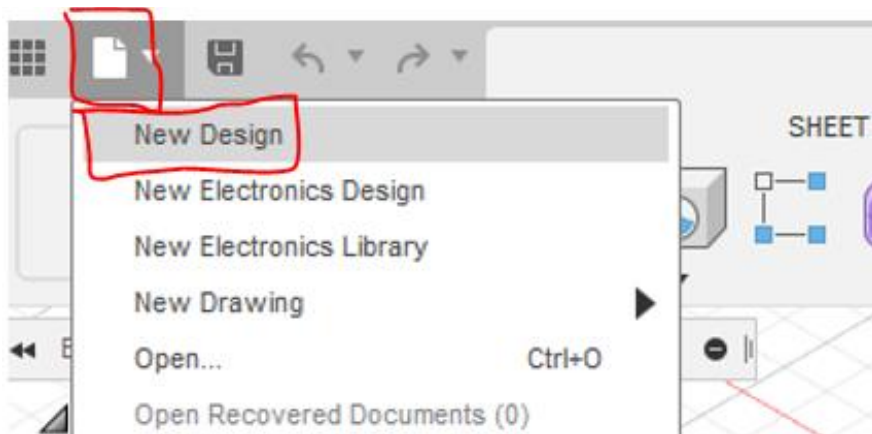 SHEET
New Design
New Electronics Design
New Electronics Library
New Drawing
Open... Ctrl+O
Open Recovered Documents (0)